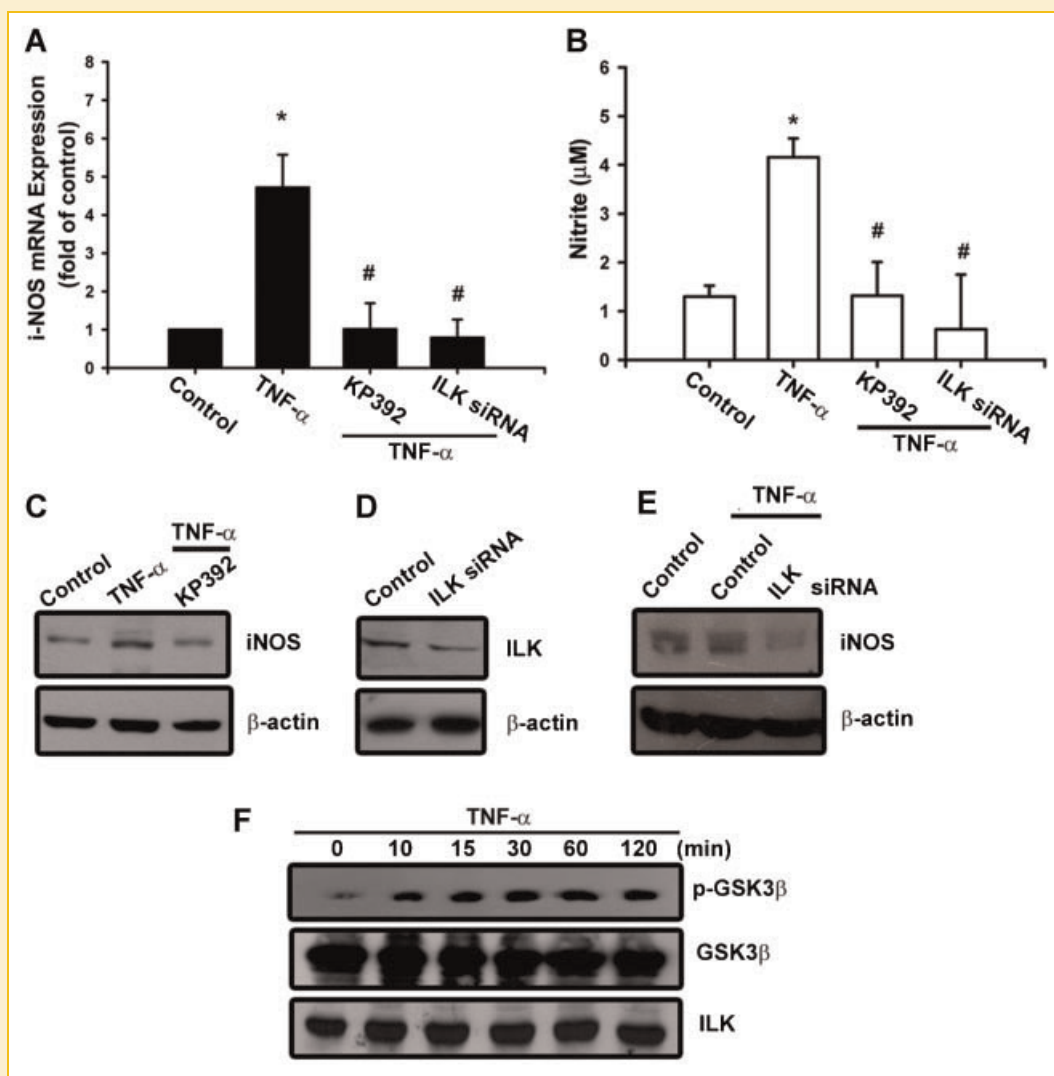 A
i-NOS mRNA Expression
(fold of control)
8
7
6
5
4
3
2
1
0
*
#
#
Control
TNF-α
KP392
ILK siRNA
TNF-α
B
Nitrite (μM)
6
5
4
3
2
1
0
*
#
#
Control
TNF-α
KP392
ILK siRNA
TNF-α
C
TNF-α
Control
TNF-α
KP392
iNOS
β-actin
D
Control
ILK siRNA
ILK
β-actin
E
TNF-α
Control
Control
ILK
siRNA
iNOS
β-actin
F
TNF-α
0 10 15 30 60 120 (min)
p-GSK3β
GSK3β
ILK